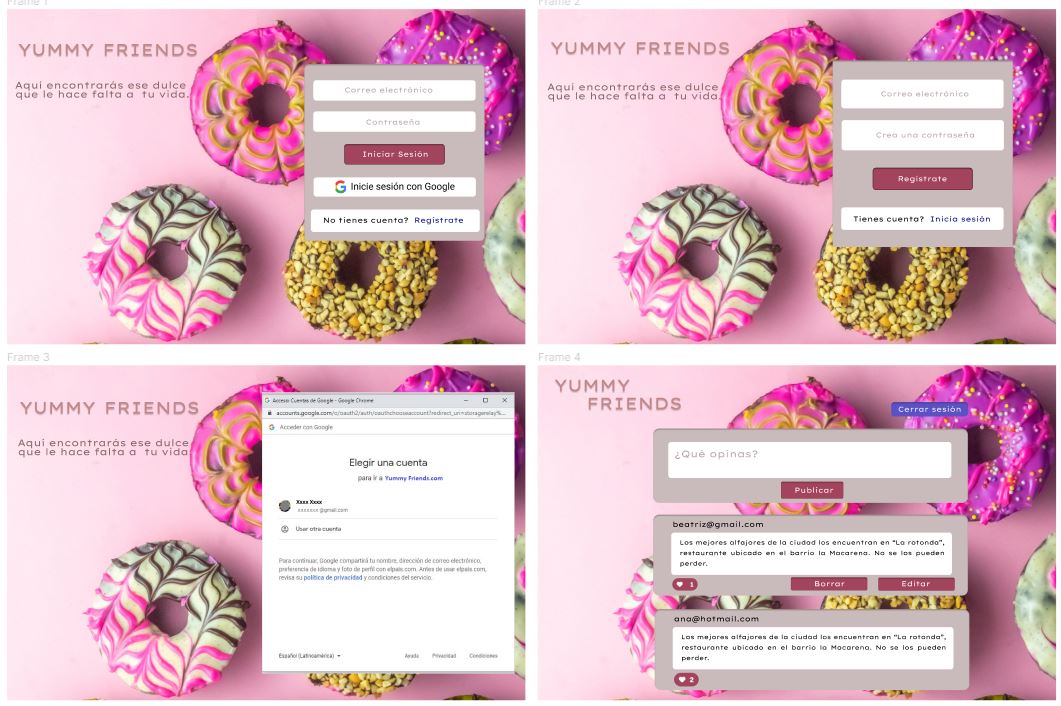 Frame 1
YUMMY FRIENDS
Aquí encontrarás ese dulce
que le hace falta a tu vida.
Correo electrónico
Contraseña
Iniciar Sesión
Inicie sesión con Google
No tienes cuenta? Registrate
Frame 2
YUMMY FRIENDS
Aquí encontrarás ese dulce
que le hace falta a tu vida.
Correo electrónico
Crea una contraseña
Registrate
Tienes cuenta? Inicia sesión
Frame 3
YUMMY FRIENDS
Aquí encontrarás ese dulce
que le hace falta a tu vida.
Acceso: Cuentas de Google - Google Chrome
accounts.google.com/o/oauth2/auth/oauthchooseaccount?redirect_uri=storagerelay%...
Acceder con Google
Elegir una cuenta
para ir a Yummy Friends.com
Xxxx Xxxx
xxxxxxx @gmail.com
Usar otra cuenta
Para continuar, Google compartirá tu nombre, dirección de correo electrónico,
preferencia de idioma y foto de perfil con elpais.com. Antes de usar elpais.com,
revisa su política de privacidad y condiciones del servicio.
Español (Latinoamérica)
Ayuda Privacidad Condiciones
Frame 4
YUMMY
FRIENDS
Cerrar sesión
¿Qué opinas?
Publicar
beatriz@gmail.com
Los mejores alfajores de la ciudad los encuentran en “La rotonda”,
restaurante ubicado en el barrio la Macarena. No se los pueden
perder.
1
Borrar
Editar
ana@hotmail.com
Los mejores alfajores de la ciudad los encuentran en “La rotonda”,
restaurante ubicado en el barrio la Macarena. No se los pueden
perder.
2